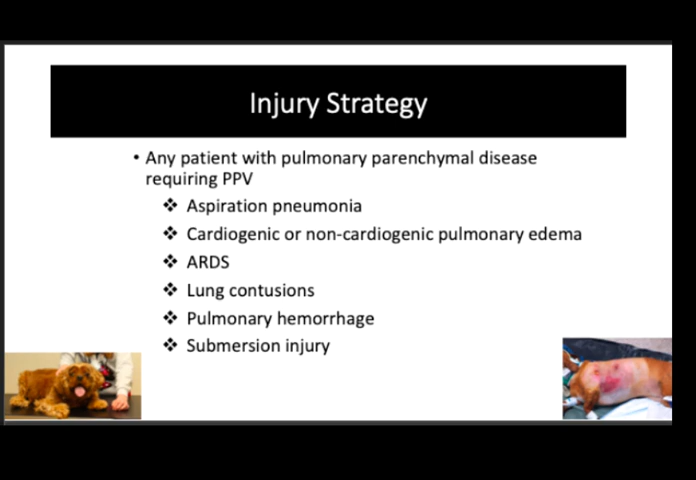 Injury Strategy
• Any patient with pulmonary parenchymal disease
requiring PPV
❖ Aspiration pneumonia
❖ Cardiogenic or non-cardiogenic pulmonary edema
❖ ARDS
❖ Lung contusions
❖ Pulmonary hemorrhage
❖ Submersion injury